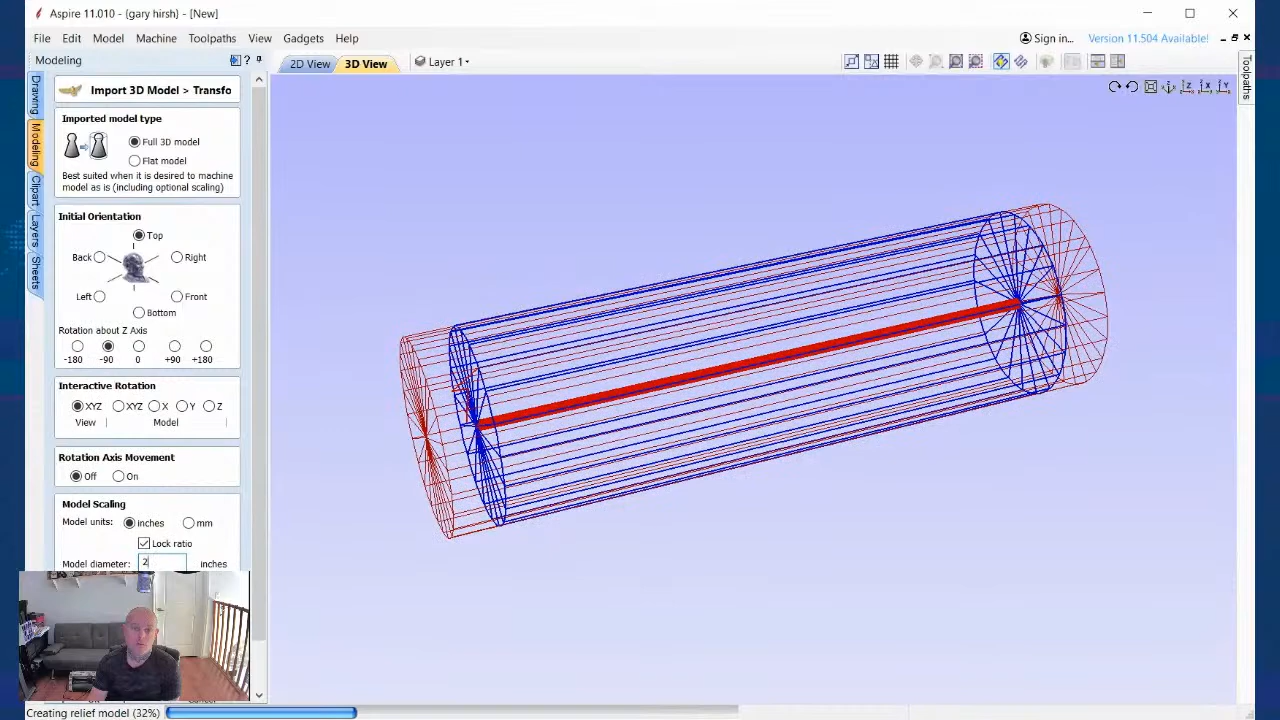 Aspire 11.010 - {gary hirsh} - [New]
File Edit Model Machine Toolpaths View Gadgets Help
Sign in... Version 11.504 Available!
Modeling ?
2D View 3D View Layer 1
Drawing
Modeling
Clipart
Layers
Sheets
Toolpaths
Import 3D Model > Transfo
Imported model type
Full 3D model
Flat model
Best suited when it is desired to machine
model as is (including optional scaling)
Initial Orientation
Top
Back Right
Left Front
Bottom
Rotation about Z Axis
-180 -90 0 +90 +180
Interactive Rotation
XYZ XYZ X Y Z
View Model
Rotation Axis Movement
Off On
Model Scaling
Model units: inches mm
Lock ratio
Model diameter: 2 inches
Creating relief model (32%)